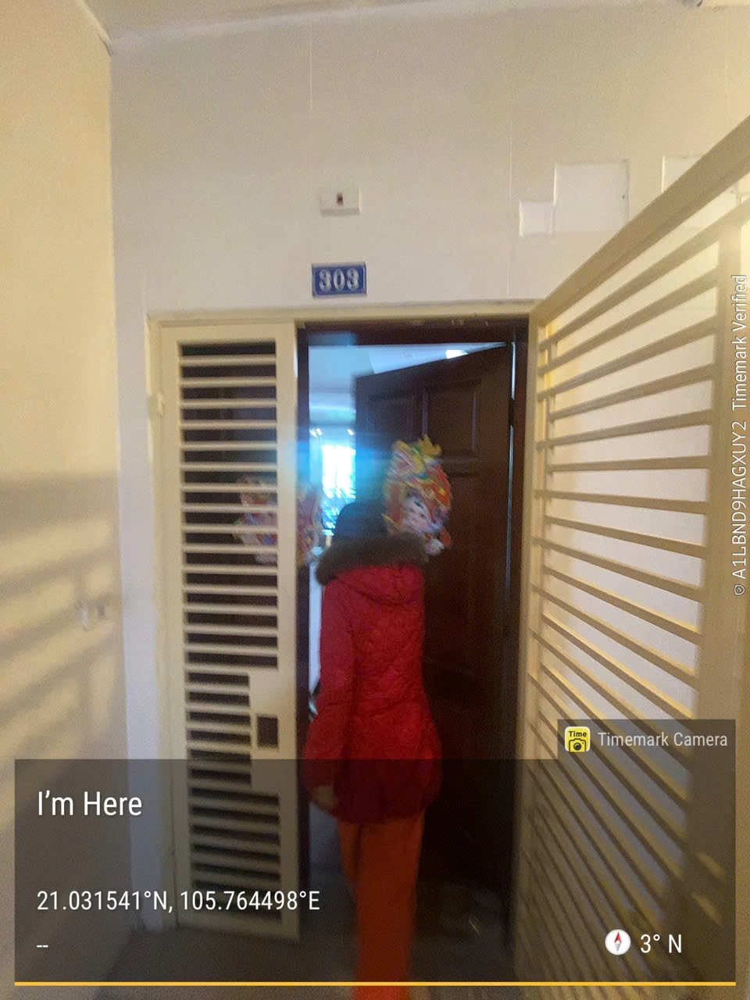 303
Time
Timemark Camera
I'm Here
21.031541°N, 105.764498°E
--
3° N
A1LBND9HAGXUY2 Timemark Verified